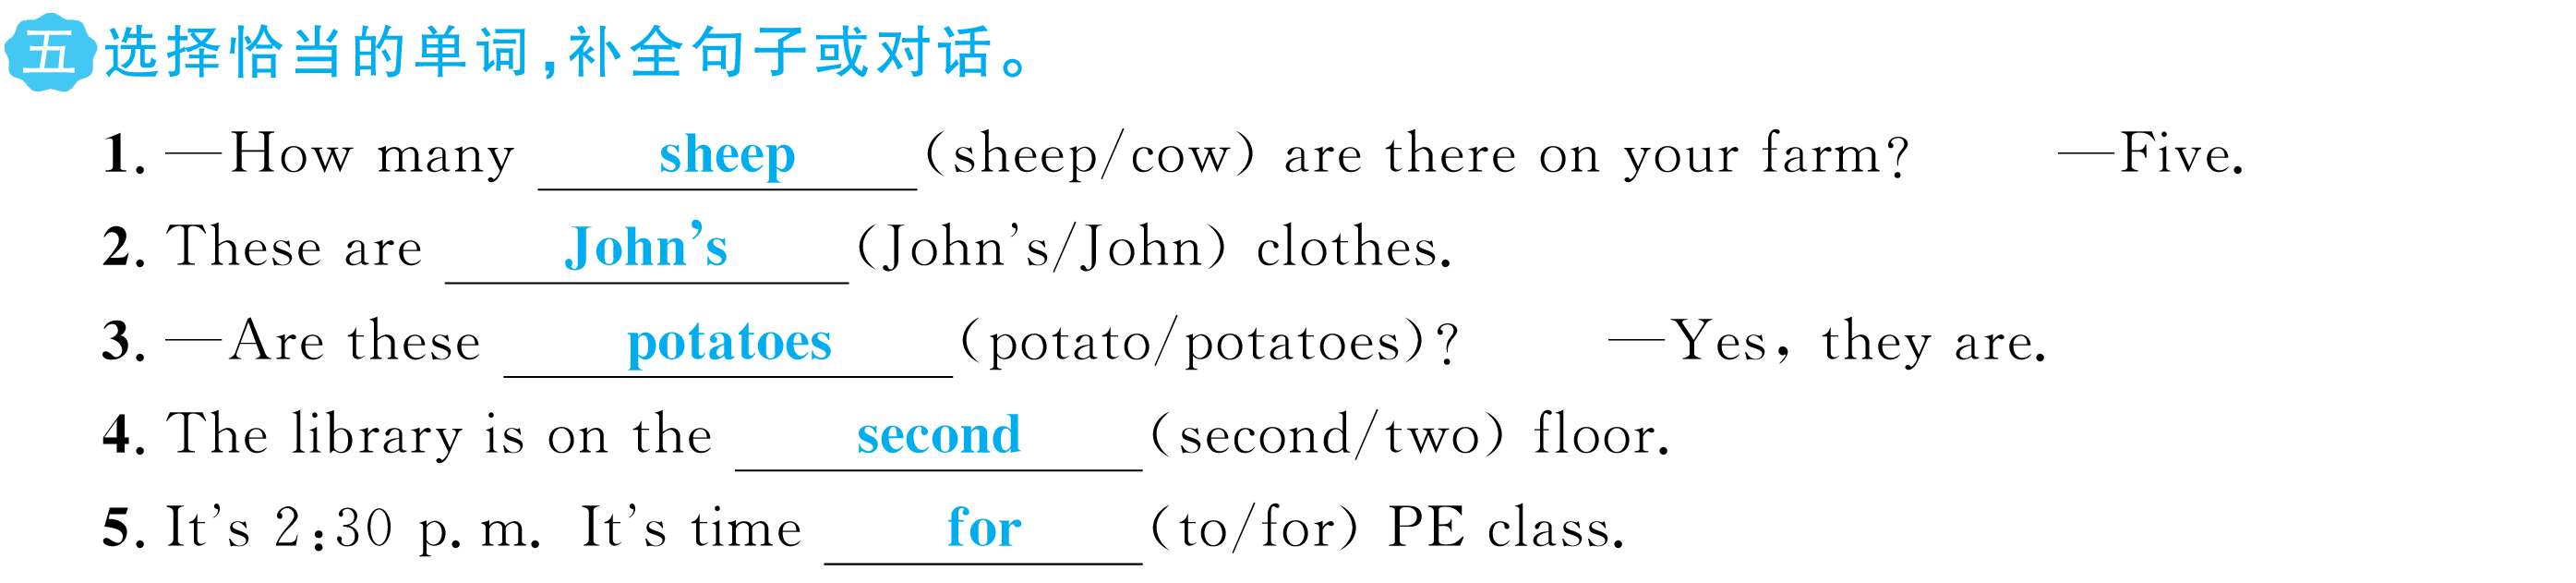 五 选择恰当的单词,补全句子或对话。
1. —How many sheep (sheep/cow) are there on your farm? —Five.
2. These are John's (John's/John) clothes.
3. —Are these potatoes (potato/potatoes)? —Yes, they are.
4. The library is on the second (second/two) floor.
5. It's 2:30 p. m. It's time for (to/for) PE class.